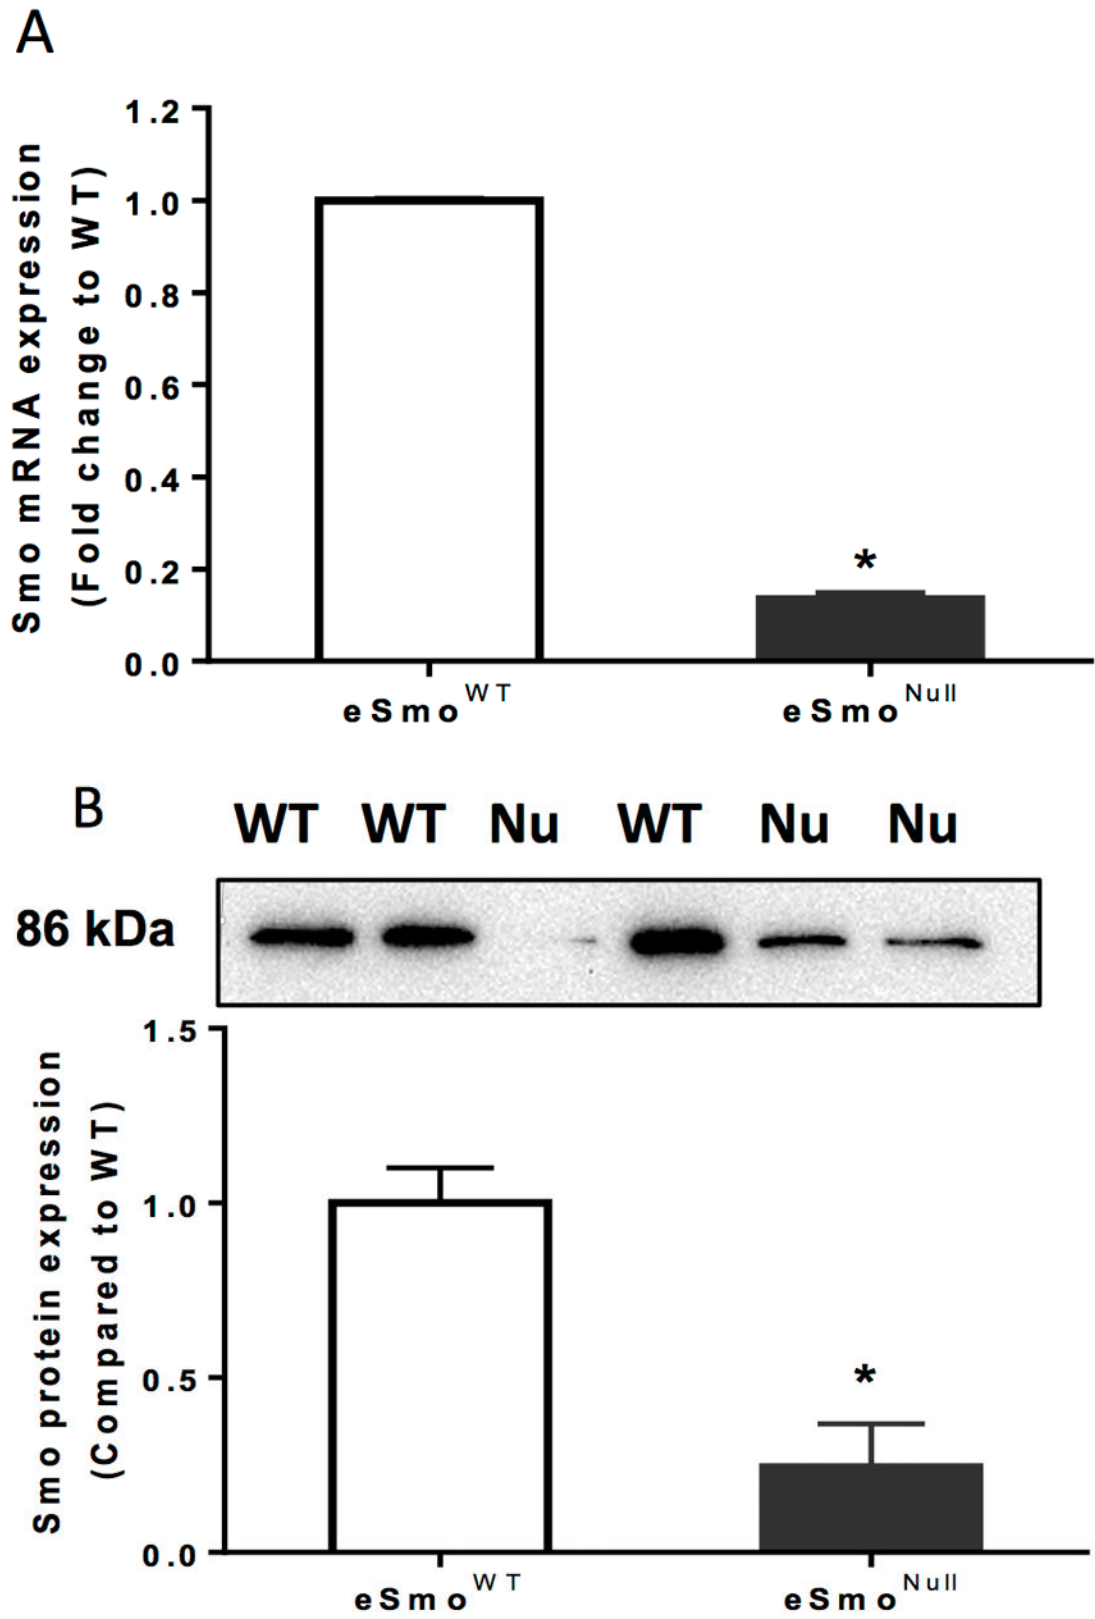 A
Smo mRNA expression
(Fold change to WT)
1.2
1.0
0.8
0.6
0.4
0.2
0.0
*
eSmo^WT eSmo^Null
B
WT WT Nu WT Nu Nu
86 kDa
Smo protein expression
(Compared to WT)
1.5
1.0
0.5
0.0
*
eSmo^WT eSmo^Null